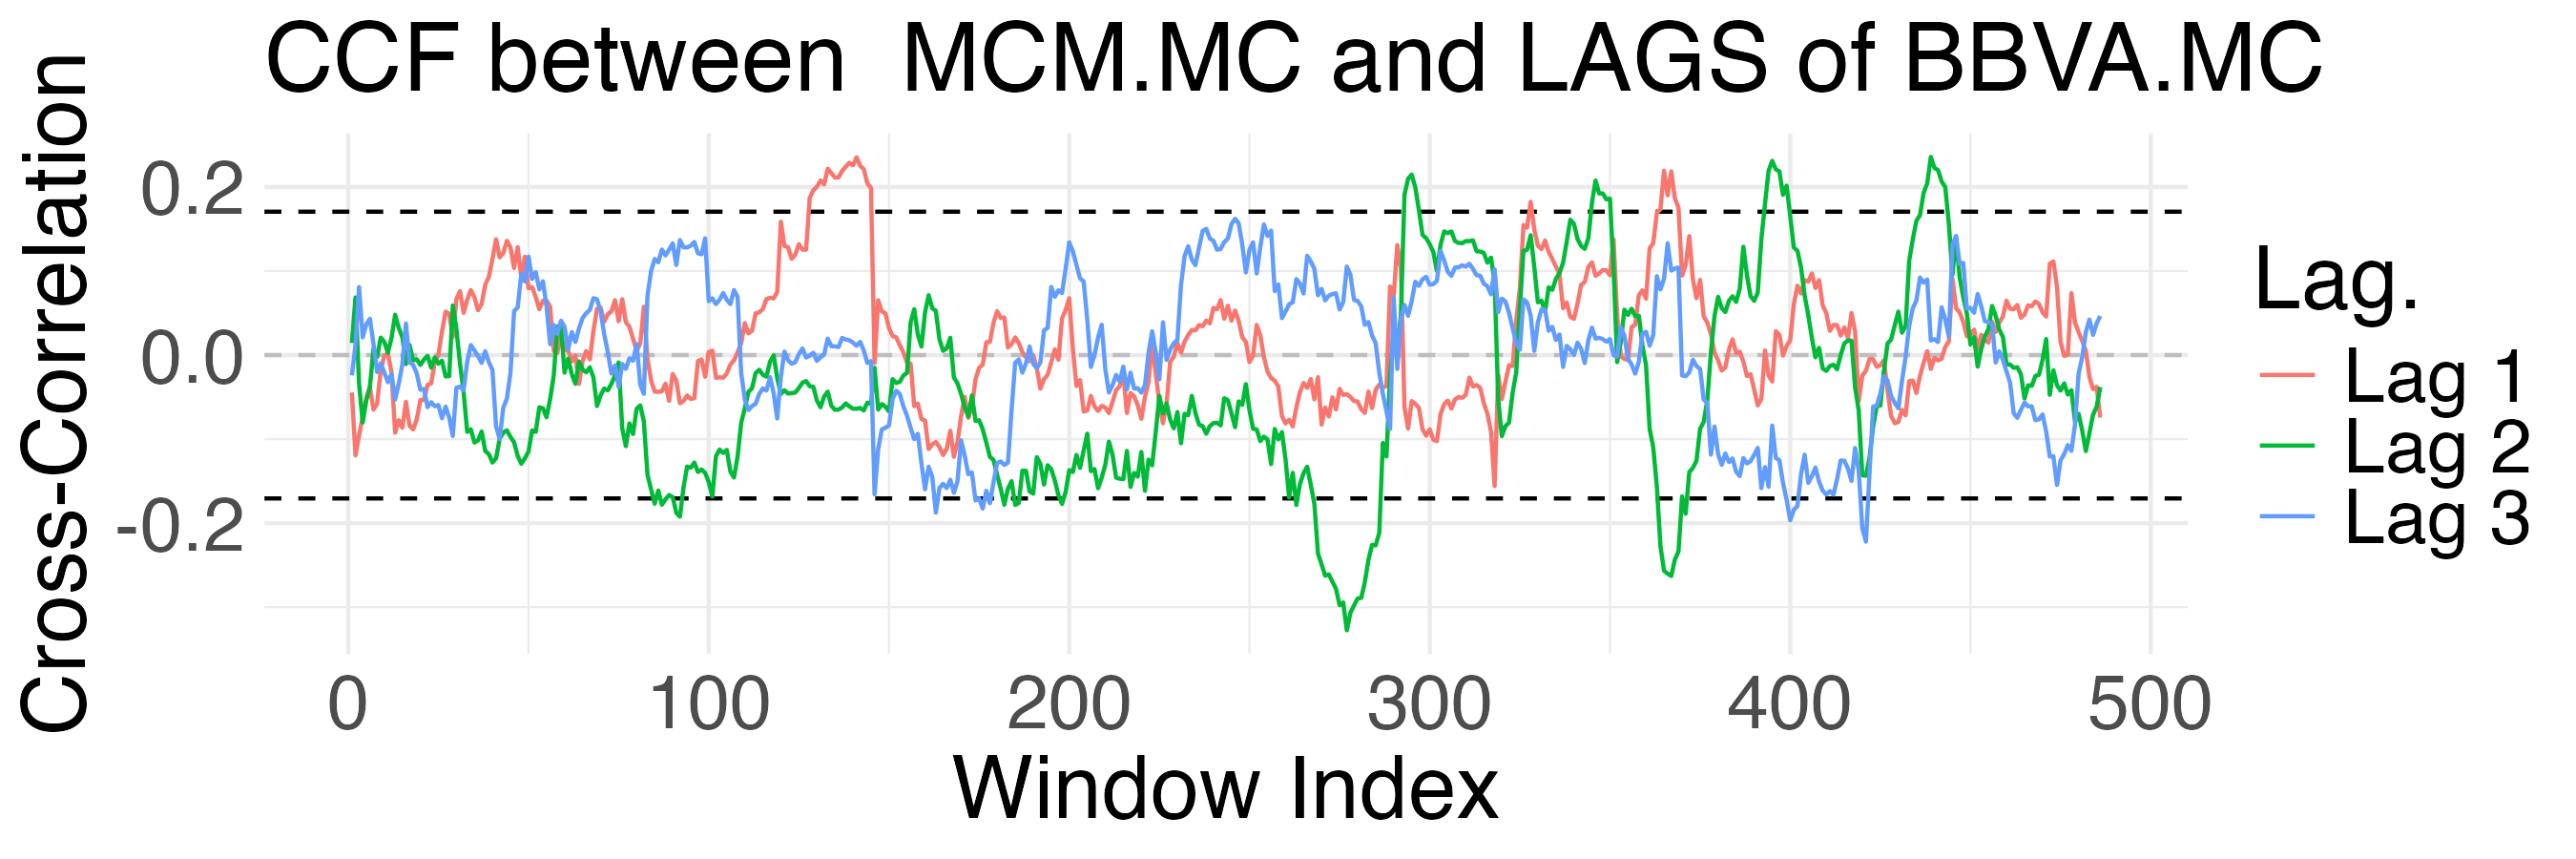 CCF between  MCM.MC and LAGS of BBVA.MC
Cross-Correlation
0.2
0.0
-0.2
0 100 200 300 400 500
Window Index
Lag.
Lag 1
Lag 2
Lag 3